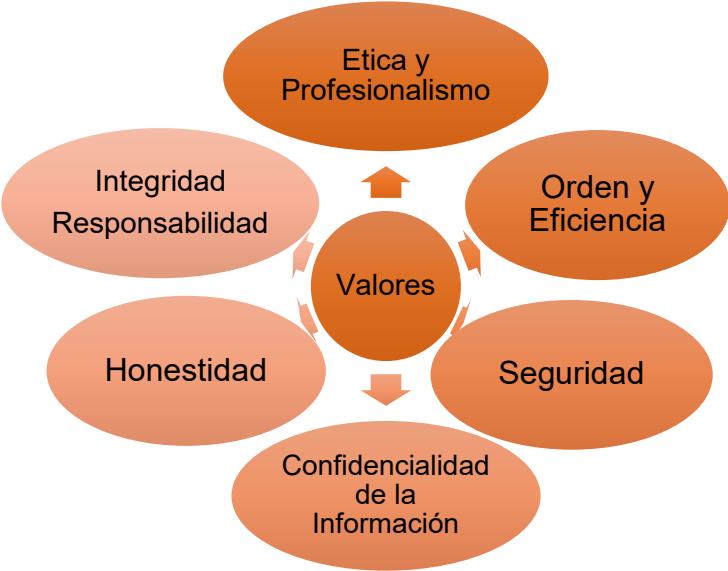 Etica y
Profesionalismo
Orden y
Eficiencia
Seguridad
Confidencialidad
de la
Información
Honestidad
Integridad
Responsabilidad
Valores